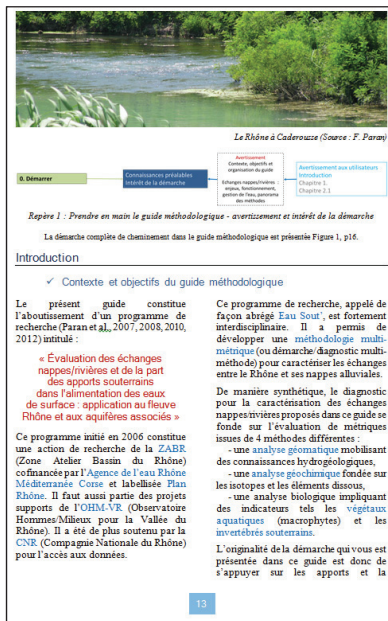 Le Rhône à Caderousse (Source : F. Paran)
0. Démarrer
Connaissances préalables
Intérêt de la démarche
Avertissement
Contexte, objectifs et
organisation du guide
Echanges nappes/rivières :
enjeux, fonctionnement,
gestion de l'eau, panorama
des méthodes
Avertissement aux utilisateurs
Introduction
Chapitre 1.
Chapitre 2.1
Repère 1 : Prendre en main le guide méthodologique - avertissement et intérêt de la démarche
La démarche complète de cheminement dans le guide méthodologique est présentée Figure 1, p16.
Introduction
✓ Contexte et objectifs du guide méthodologique
Le présent guide constitue
l'aboutissement d'un programme de
recherche (Paran et al., 2007, 2008, 2010,
2012) intitulé :
« Évaluation des échanges
nappes/rivières et de la part
des apports souterrains
dans l'alimentation des eaux
de surface : application au fleuve
Rhône et aux aquifères associés »
Ce programme initié en 2006 constitue
une action de recherche de la ZABR
(Zone Atelier Bassin du Rhône)
cofinancée par l'Agence de l'eau Rhône
Méditerranée Corse et labellisée Plan
Rhône. Il faut aussi partie des projets
supports de l'OHM-VR (Observatoire
Hommes/Milieux pour la Vallée du
Rhône). Il a été de plus soutenu par la
CNR (Compagnie Nationale du Rhône)
pour l'accès aux données.
Ce programme de recherche, appelé de
façon abrégé Eau Sout', est fortement
interdisciplinaire. Il a permis de
développer une méthodologie multi-
métrique (ou démarche/diagnostic multi-
méthode) pour caractériser les échanges
entre le Rhône et ses nappes alluviales.
De manière synthétique, le diagnostic
pour la caractérisation des échanges
nappes/rivières proposés dans ce guide se
fonde sur l'évaluation de métriques
issues de 4 méthodes différentes :
- une analyse géomatique mobilisant
des connaissances hydrogéologiques,
- une analyse géochimique fondée sur
les isotopes et les éléments dissous,
- une analyse biologique impliquant
des indicateurs tels les végétaux
aquatiques (macrophytes) et les
invertébrés souterrains.
L'originalité de la démarche qui vous est
présentée dans ce guide est donc de
s'appuyer sur les apports et la
13